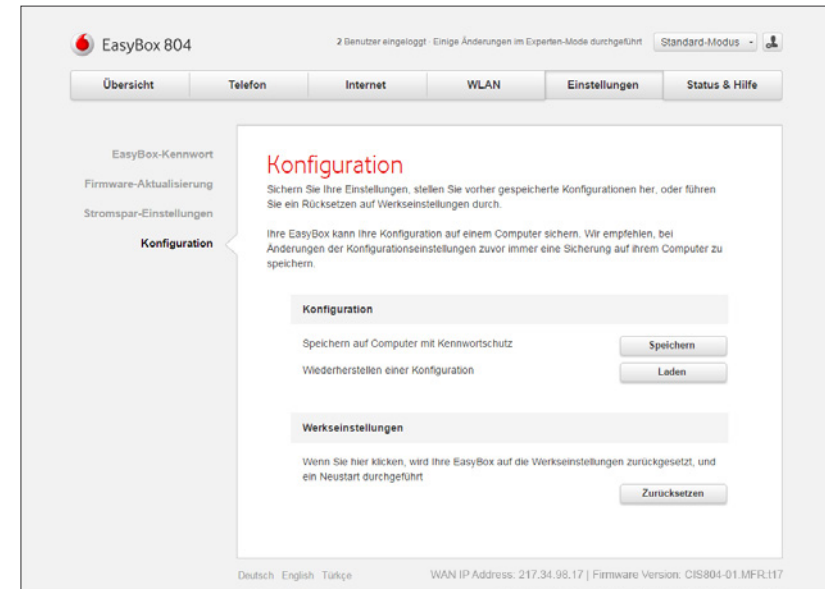 EasyBox 804
2 Benutzer eingeloggt · Einige Änderungen im Experten-Mode durchgeführt
Standard-Modus
Übersicht
Telefon
Internet
WLAN
Einstellungen
Status & Hilfe
EasyBox-Kennwort
Firmware-Aktualisierung
Stromspar-Einstellungen
Konfiguration
Konfiguration
Sichern Sie Ihre Einstellungen, stellen Sie vorher gespeicherte Konfigurationen her, oder führen
Sie ein Rücksetzen auf Werkseinstellungen durch.
Ihre EasyBox kann Ihre Konfiguration auf einem Computer sichern. Wir empfehlen, bei
Änderungen der Konfigurationseinstellungen zuvor immer eine Sicherung auf ihrem Computer zu
speichern.
Konfiguration
Speichern auf Computer mit Kennwortschutz
Speichern
Wiederherstellen einer Konfiguration
Laden
Werkseinstellungen
Wenn Sie hier klicken, wird Ihre EasyBox auf die Werkseinstellungen zurückgesetzt, und
ein Neustart durchgeführt
Zurücksetzen
Deutsch English Türkçe
WAN IP Address: 217.34.98.17 | Firmware Version: CIS804-01.MFR:t17